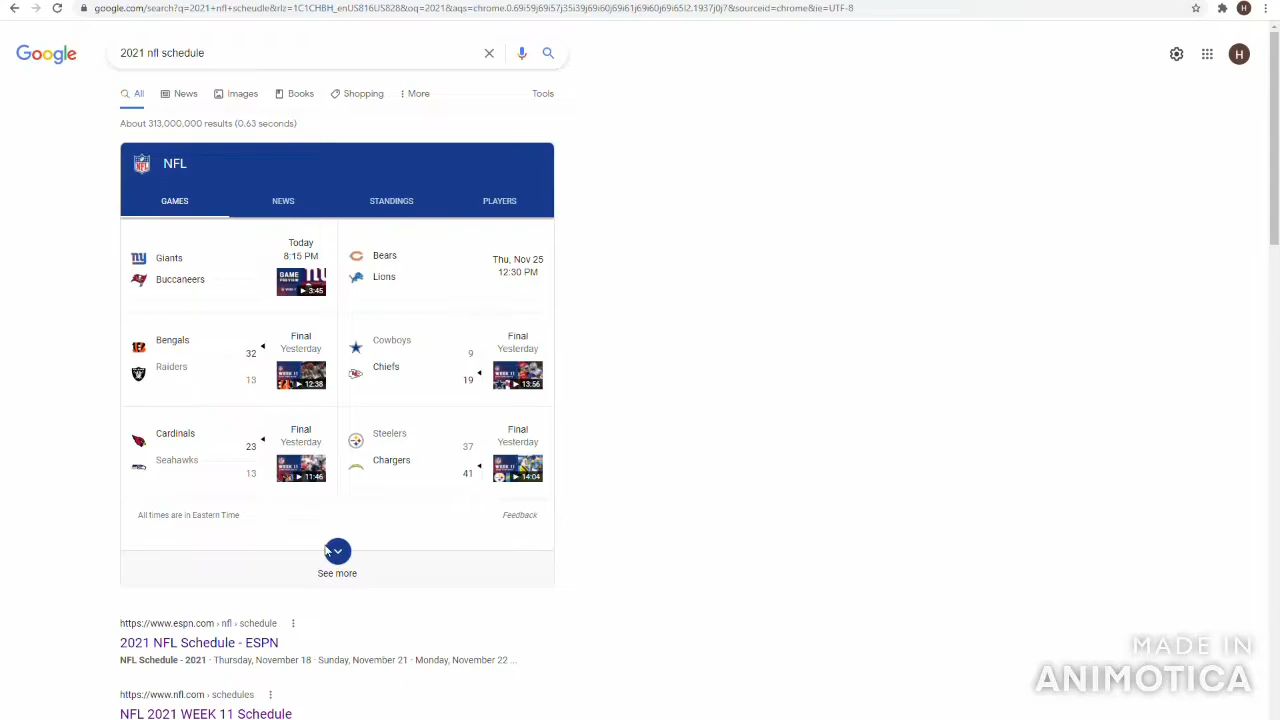 google.com/search?q=2021+nfl+scheudle&rlz=1C1CHBH_enUS816US828&oq=2021&aqs=chrome.0.69i59j69i57j35i39j69i60j69i61j69i60j69i65l2.1937j0j7&sourceid=chrome&ie=UTF-8
H
Google
2021 nfl schedule
H
All News Images Books Shopping More Tools
About 313,000,000 results (0.63 seconds)
NFL
GAMES NEWS STANDINGS PLAYERS
Giants
Buccaneers
Today
8:15 PM
GAME
PREVIEW
3:45
Bears
Lions
Thu, Nov 25
12:30 PM
Bengals 32
Raiders 13
Final
Yesterday
12:38
Cowboys 9
Chiefs 19
Final
Yesterday
13:56
Cardinals 23
Seahawks 13
Final
Yesterday
11:46
Steelers 37
Chargers 41
Final
Yesterday
14:04
All times are in Eastern Time Feedback
See more
https://www.espn.com › nfl › schedule
2021 NFL Schedule - ESPN
NFL Schedule - 2021 · Thursday, November 18 · Sunday, November 21 · Monday, November 22 ...
https://www.nfl.com › schedules
NFL 2021 WEEK 11 Schedule
MADE IN
ANIMOTICA